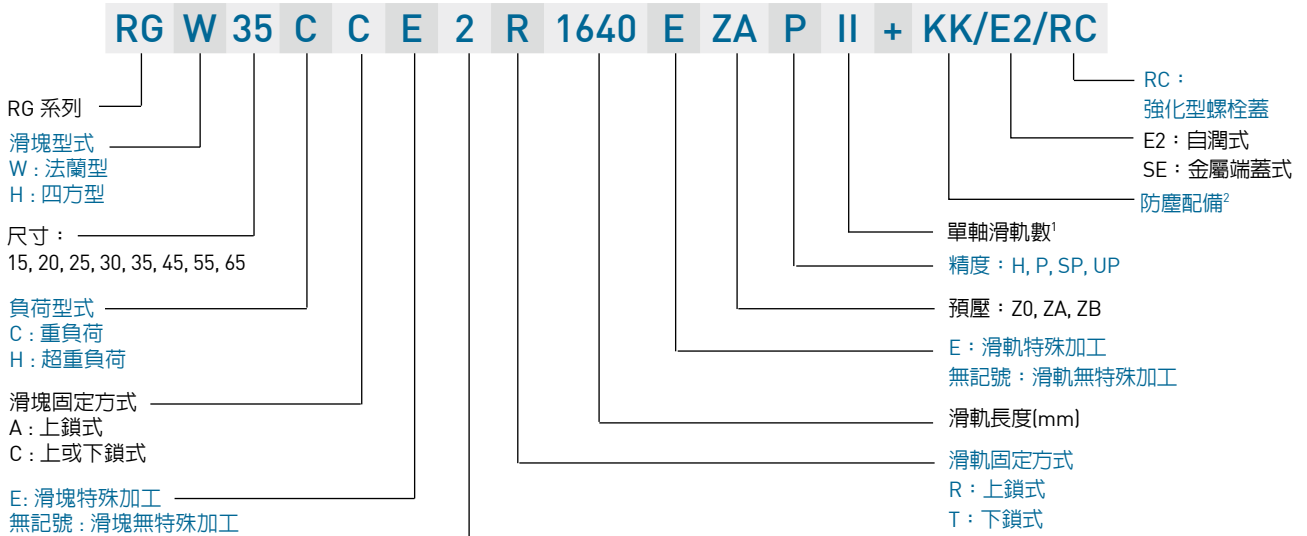 RG W 35 C C E 2 R 1640 E ZA P II + KK/E2/RC
RG 系列
滑塊型式
W : 法蘭型
H : 四方型
尺寸：
15, 20, 25, 30, 35, 45, 55, 65
負荷型式
C : 重負荷
H : 超重負荷
滑塊固定方式
A : 上鎖式
C : 上或下鎖式
E: 滑塊特殊加工
無記號 : 滑塊無特殊加工
RC：
強化型螺栓蓋
E2：自潤式
SE：金屬端蓋式
防塵配備2
單軸滑軌數1
精度：H, P, SP, UP
預壓：Z0, ZA, ZB
E：滑軌特殊加工
無記號：滑軌無特殊加工
滑軌長度(mm)
滑軌固定方式
R：上鎖式
T：下鎖式